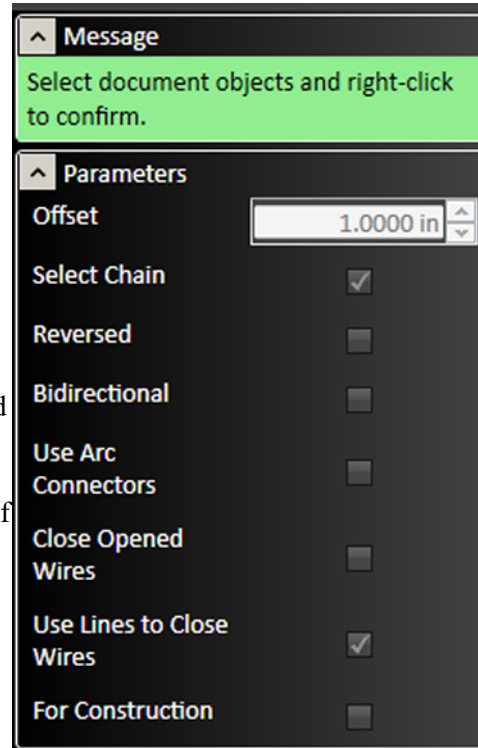 Message
Select document objects and right-click
to confirm.
Parameters
Offset 1.0000 in
Select Chain
Reversed
Bidirectional
Use Arc
Connectors
Close Opened
Wires
Use Lines to Close
Wires
For Construction